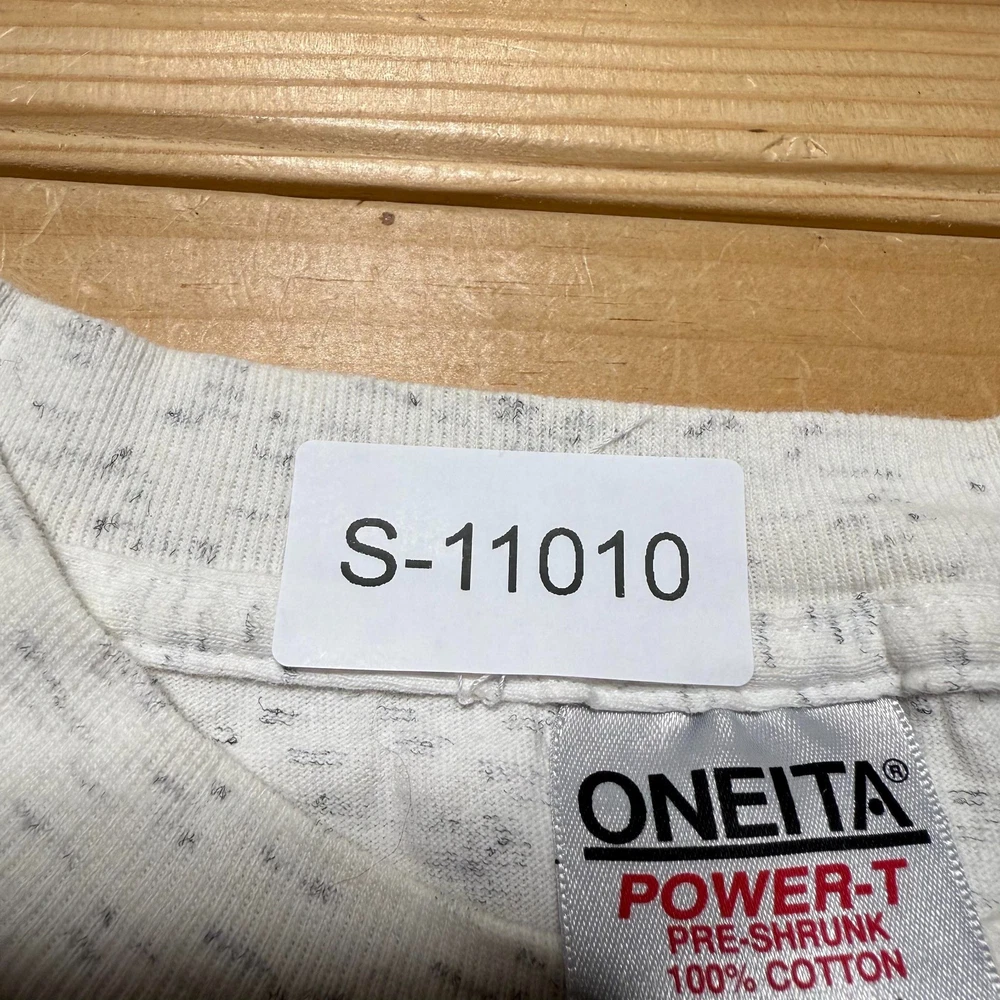 S-11010
ONEITA®
POWER-T
PRE-SHRUNK
100% COTTON